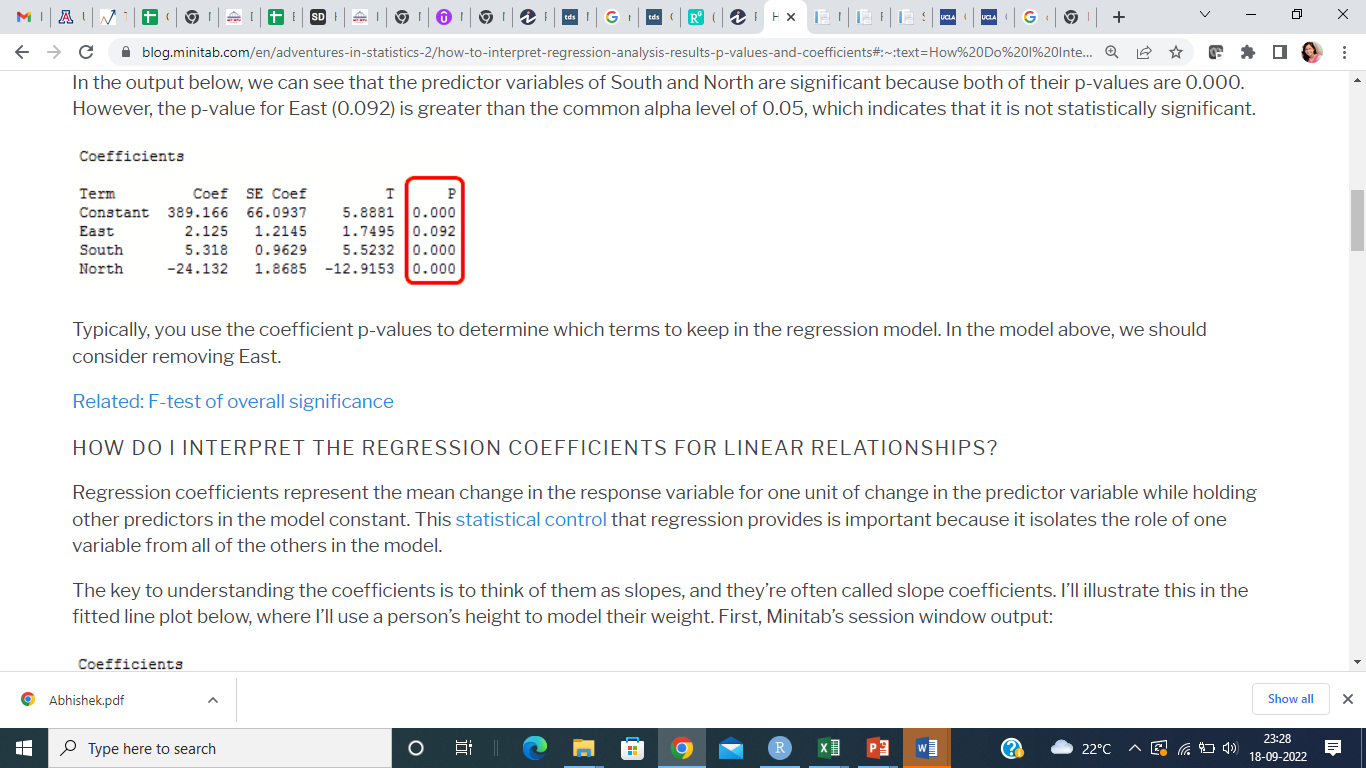 SD
tds
tds
UCLA
UCLA
H
blog.minitab.com/en/adventures-in-statistics-2/how-to-interpret-regression-analysis-results-p-values-and-coefficients#:~:text=How%20Do%20I%20Inte...
In the output below, we can see that the predictor variables of South and North are significant because both of their p-values are 0.000.
However, the p-value for East (0.092) is greater than the common alpha level of 0.05, which indicates that it is not statistically significant.
Coefficients
Term Coef SE Coef T P
Constant 389.166 66.0937 5.8881 0.000
East 2.125 1.2145 1.7495 0.092
South 5.318 0.9629 5.5232 0.000
North -24.132 1.8685 -12.9153 0.000
Typically, you use the coefficient p-values to determine which terms to keep in the regression model. In the model above, we should
consider removing East.
Related: F-test of overall significance
HOW DO I INTERPRET THE REGRESSION COEFFICIENTS FOR LINEAR RELATIONSHIPS?
Regression coefficients represent the mean change in the response variable for one unit of change in the predictor variable while holding
other predictors in the model constant. This statistical control that regression provides is important because it isolates the role of one
variable from all of the others in the model.
The key to understanding the coefficients is to think of them as slopes, and they're often called slope coefficients. I'll illustrate this in the
fitted line plot below, where I'll use a person's height to model their weight. First, Minitab's session window output:
Coefficients
Abhishek.pdf
Show all
Type here to search
22°C
23:28
18-09-2022